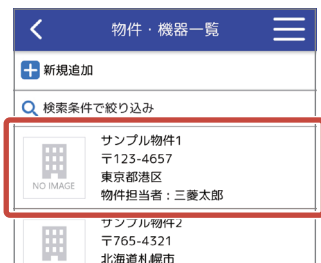 物件・機器一覧
新規追加
検索条件で絞り込み
サンプル物件1
〒123-4657
東京都港区
物件担当者：三菱太郎
NO IMAGE
サンプル物件2
〒765-4321
北海道札幌市